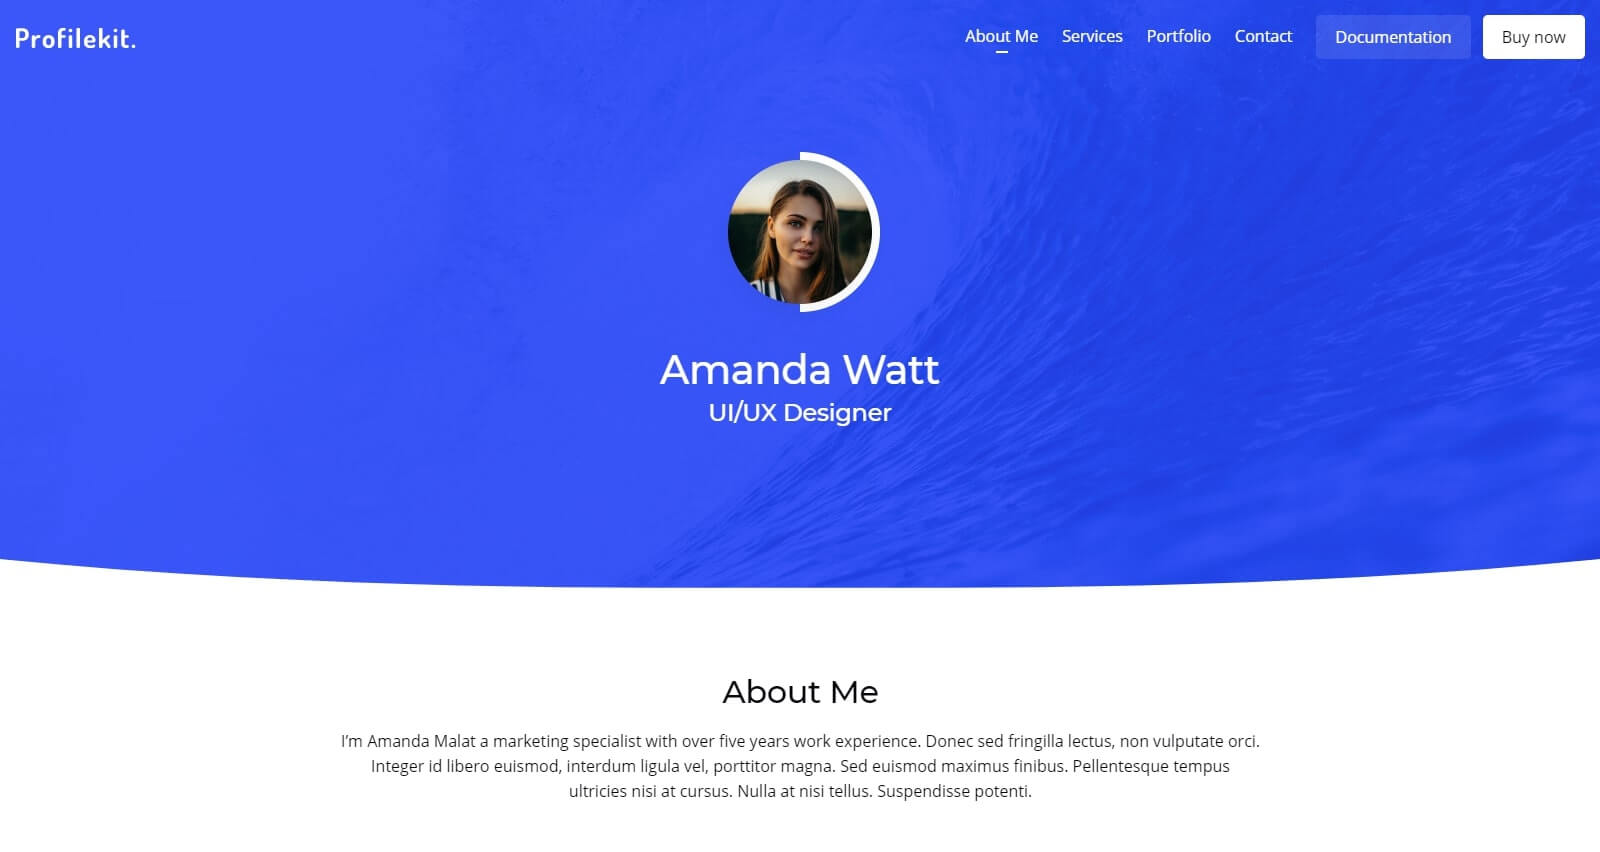 Profilekit.
About Me
Services
Portfolio
Contact
Documentation
Buy now
Amanda Watt
UI/UX Designer
About Me
I’m Amanda Malat a marketing specialist with over five years work experience. Donec sed fringilla lectus, non vulputate orci.
Integer id libero euismod, interdum ligula vel, porttitor magna. Sed euismod maximus finibus. Pellentesque tempus
ultricies nisi at cursus. Nulla at nisi tellus. Suspendisse potenti.